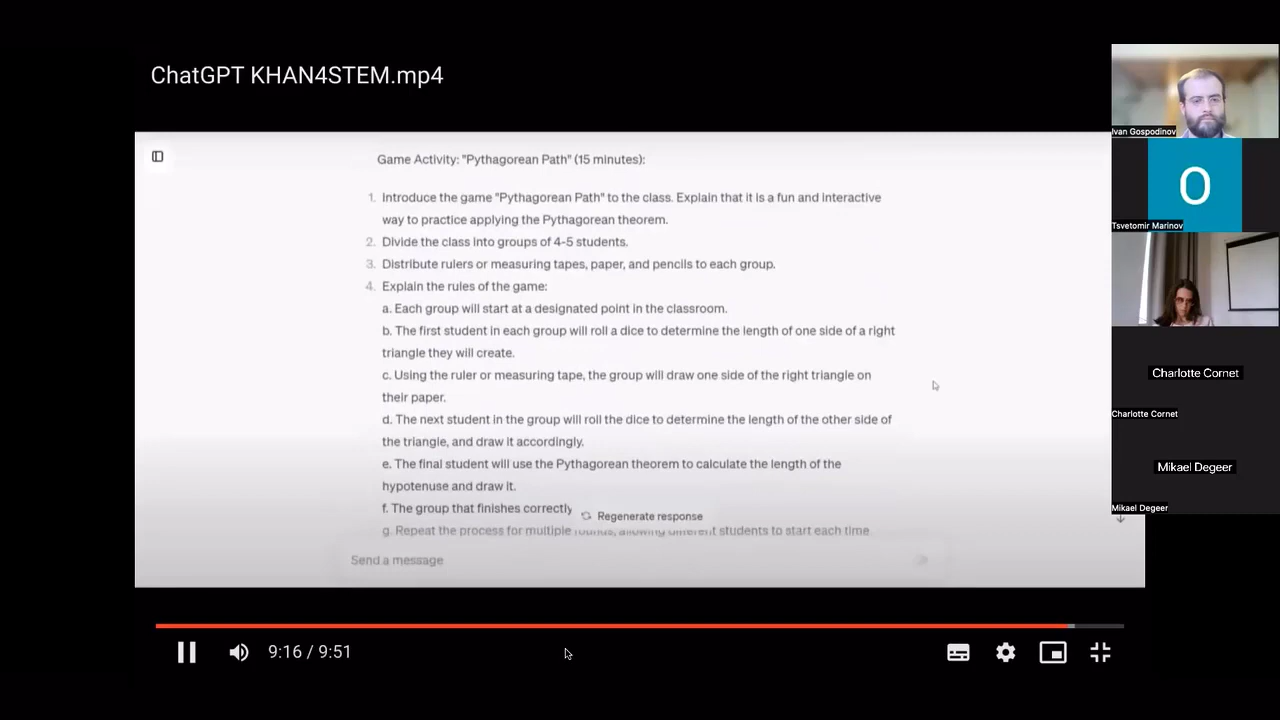 ChatGPT KHAN4STEM.mp4
Game Activity: "Pythagorean Path" (15 minutes):
1. Introduce the game "Pythagorean Path" to the class. Explain that it is a fun and interactive
way to practice applying the Pythagorean theorem.
2. Divide the class into groups of 4-5 students.
3. Distribute rulers or measuring tapes, paper, and pencils to each group.
4. Explain the rules of the game:
a. Each group will start at a designated point in the classroom.
b. The first student in each group will roll a dice to determine the length of one side of a right
triangle they will create.
c. Using the ruler or measuring tape, the group will draw one side of the right triangle on
their paper.
d. The next student in the group will roll the dice to determine the length of the other side of
the triangle, and draw it accordingly.
e. The final student will use the Pythagorean theorem to calculate the length of the
hypotenuse and draw it.
f. The group that finishes correctly
Regenerate response
g. Repeat the process for multiple rounds, allowing different students to start each time
Send a message
9:16 / 9:51
Ivan Gospodinov
O
Tsvetomir Marinov
Charlotte Cornet
Charlotte Cornet
Mikael Degeer
Mikael Degeer